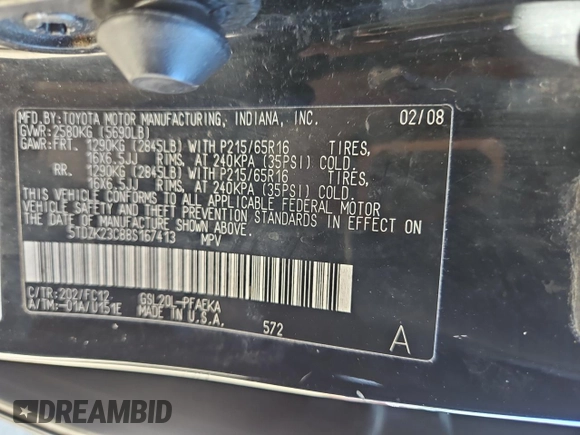 MFD.BY:TOYOTA MOTOR MANUFACTURING, INDIANA, INC. 02/08
GVWR:2580KG (5690LB)
GAWR:FRT. 1290KG (2845LB) WITH P215/65R16 TIRES,
16X6.5JJ RIMS, AT 240KPA (35PSI) COLD.
RR. 1290KG (2845LB) WITH P215/65R16 TIRES,
16X6.5JJ RIMS, AT 240KPA (35PSI) COLD.
THIS VEHICLE CONFORMS TO ALL APPLICABLE FEDERAL MOTOR
VEHICLE SAFETY AND THEFT PREVENTION STANDARDS IN EFFECT
ON THE DATE OF MANUFACTURE SHOWN ABOVE.
5TDZK23C88S167413 MPV
C/TR:202/FC12 GSL20L-PFAEKA
A/TM:-01A/U151E MADE IN U.S.A.
572
A
DREAMBID